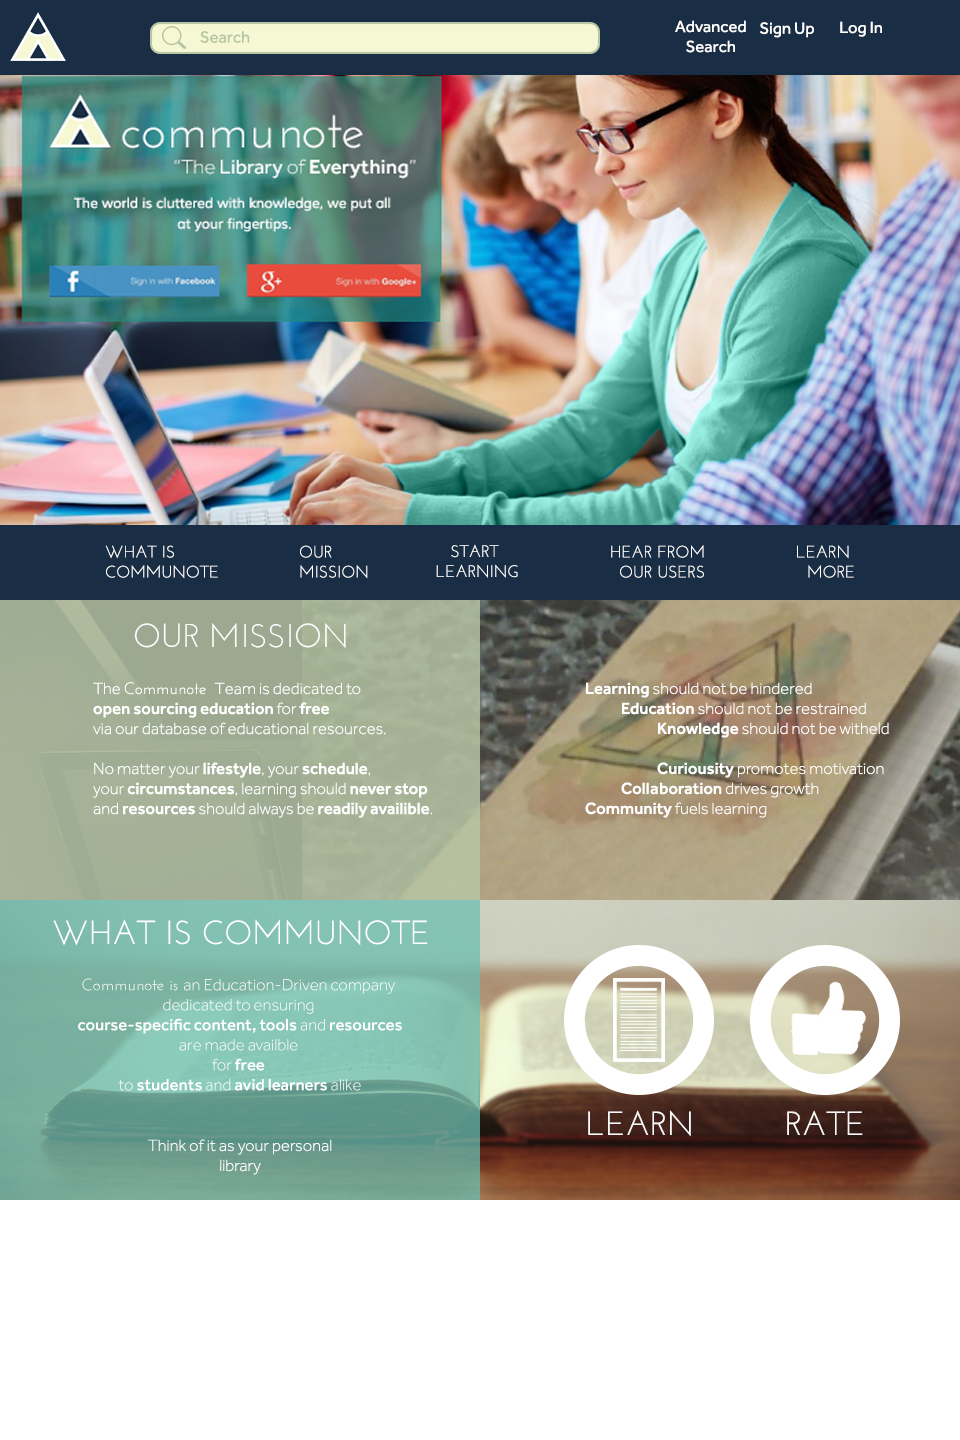 Search
Advanced
Search
Sign Up
Log In
communote
"The Library of Everything"
The world is cluttered with knowledge, we put all
at your fingertips.
f
Sign in with Facebook
g+
Sign in with Google+
WHAT IS
COMMUNOTE
OUR
MISSION
START
LEARNING
HEAR FROM
OUR USERS
LEARN
MORE
OUR MISSION
The Communote Team is dedicated to
open sourcing education for free
via our database of educational resources.
No matter your lifestyle, your schedule,
your circumstances, learning should never stop
and resources should always be readily availible.
Learning should not be hindered
Education should not be restrained
Knowledge should not be witheld
Curiousity promotes motivation
Collaboration drives growth
Community fuels learning
WHAT IS COMMUNOTE
Communote is an Education-Driven company
dedicated to ensuring
course-specific content, tools and resources
are made availble
for free
to students and avid learners alike
Think of it as your personal
library
LEARN
RATE